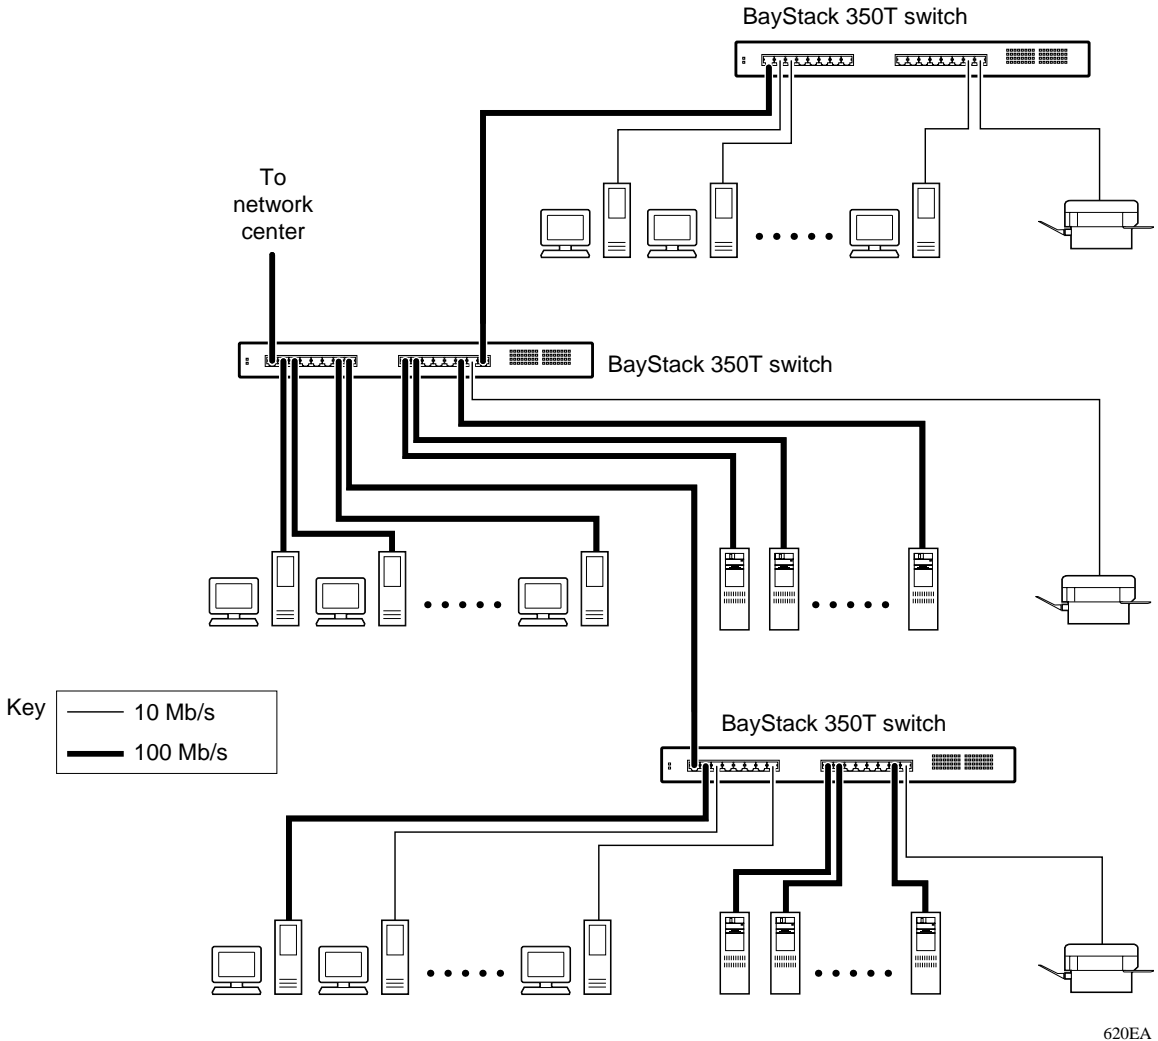 BayStack 350T switch
To
network
center
BayStack 350T switch
Key
10 Mb/s
100 Mb/s
BayStack 350T switch
620EA